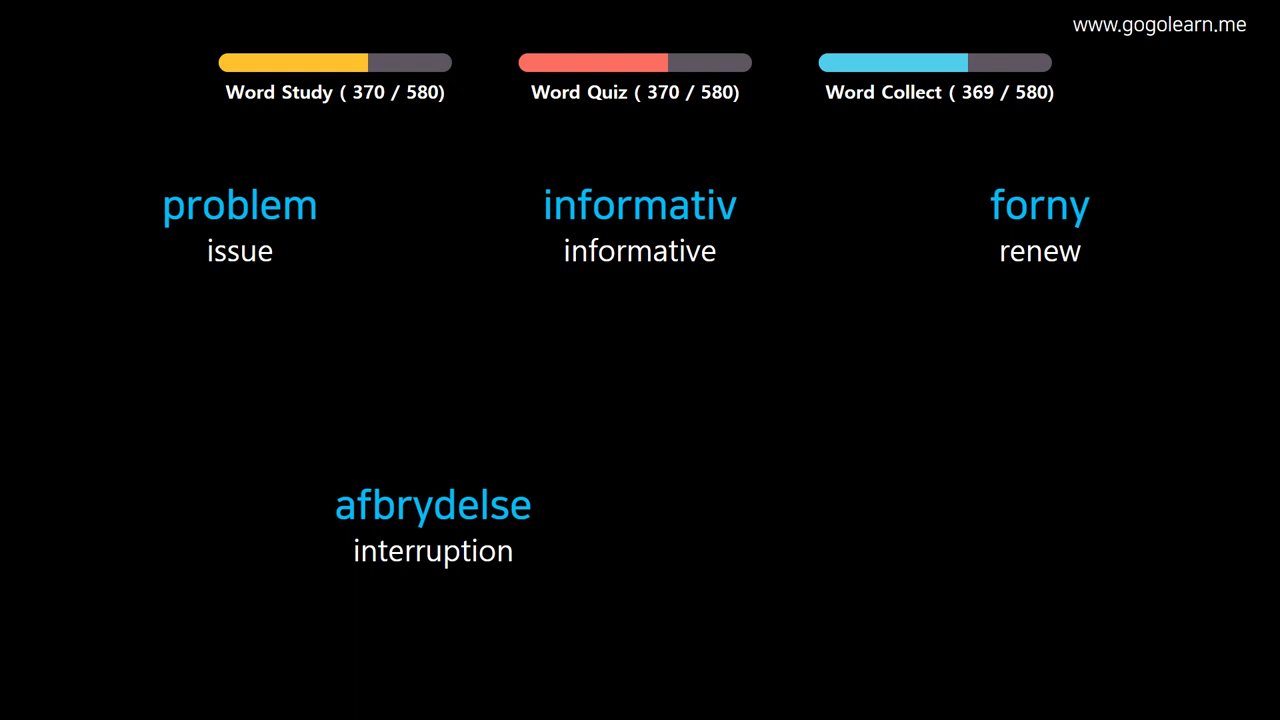 www.gogolearn.me
Word Study ( 370 / 580)
Word Quiz ( 370 / 580)
Word Collect ( 369 / 580)
problem
issue
informativ
informative
forny
renew
afbrydelse
interruption